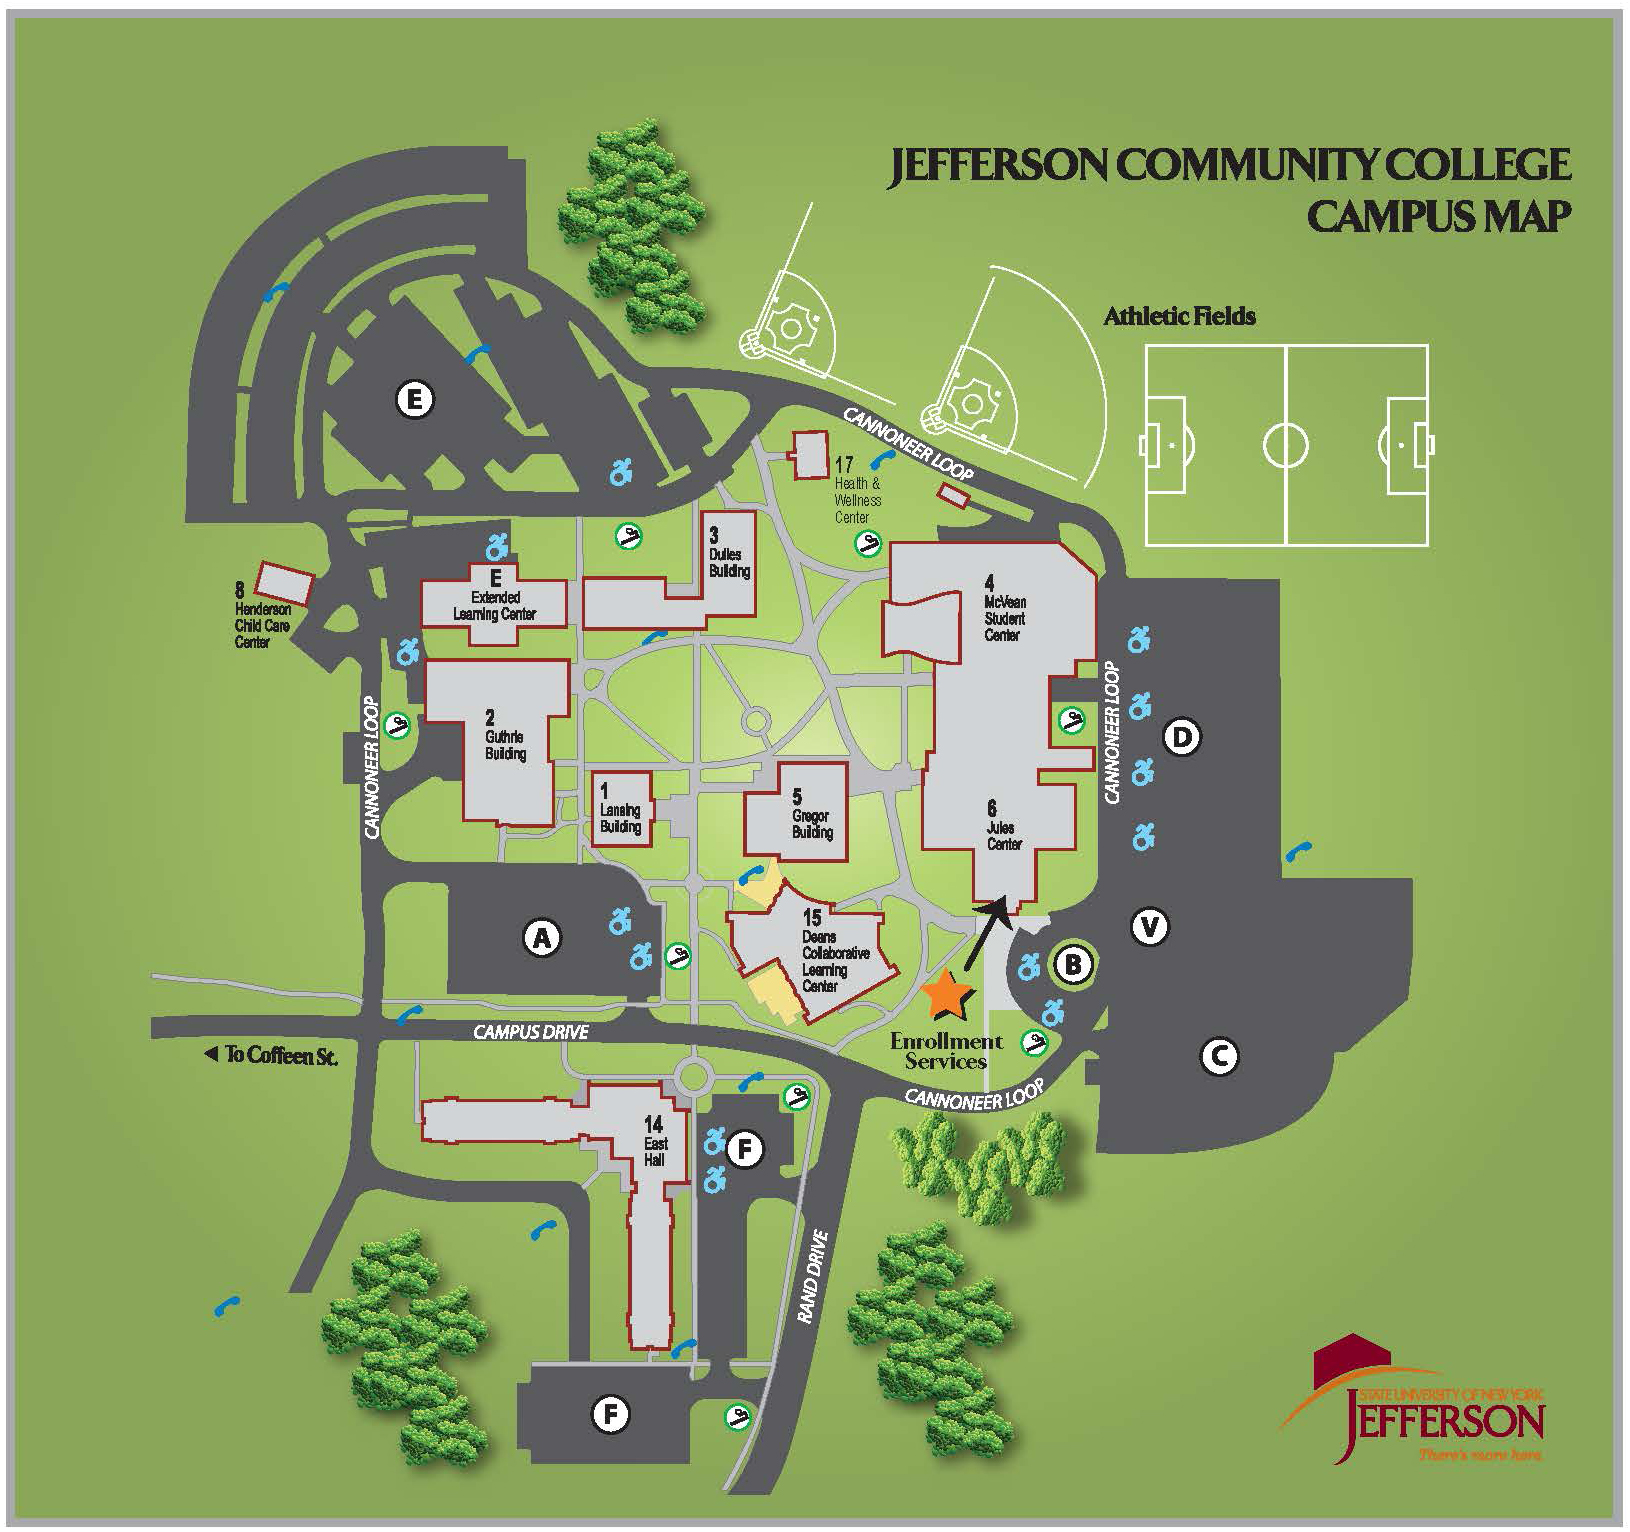 JEFFERSON COMMUNITY COLLEGE
CAMPUS MAP
Athletic Fields
E
CANNONEER LOOP
17
Health &
Wellness
Center
3
Dulles
Building
E
Extended
Learning Center
8
Henderson
Child Care
Center
4
McVean
Student
Center
CANNONEER LOOP
CANNONEER LOOP
2
Guthrie
Building
D
1
Lansing
Building
5
Gregor
Building
6
Jules
Center
A
15
Deans
Collaborative
Learning
Center
V
B
Enrollment
Services
CAMPUS DRIVE
To Coffeen St.
C
CANNONEER LOOP
14
East
Hall
F
RAND DRIVE
F
STATE UNIVERSITY OF NEW YORK
JEFFERSON
There's more here.